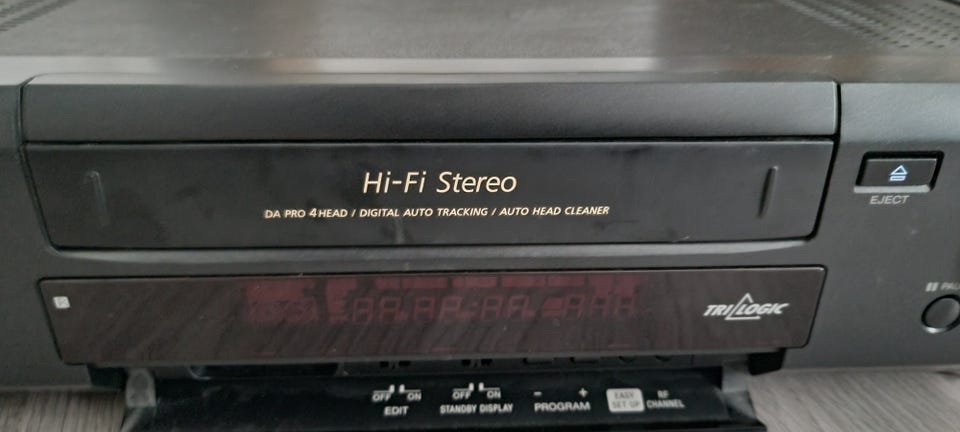 Hi-Fi Stereo
DA PRO 4 HEAD / DIGITAL AUTO TRACKING / AUTO HEAD CLEANER
EJECT
TRILOGIC
OFF ON
EDIT
OFF ON
STANDBY DISPLAY
- +
PROGRAM
EASY
SET UP
RF
CHANNEL